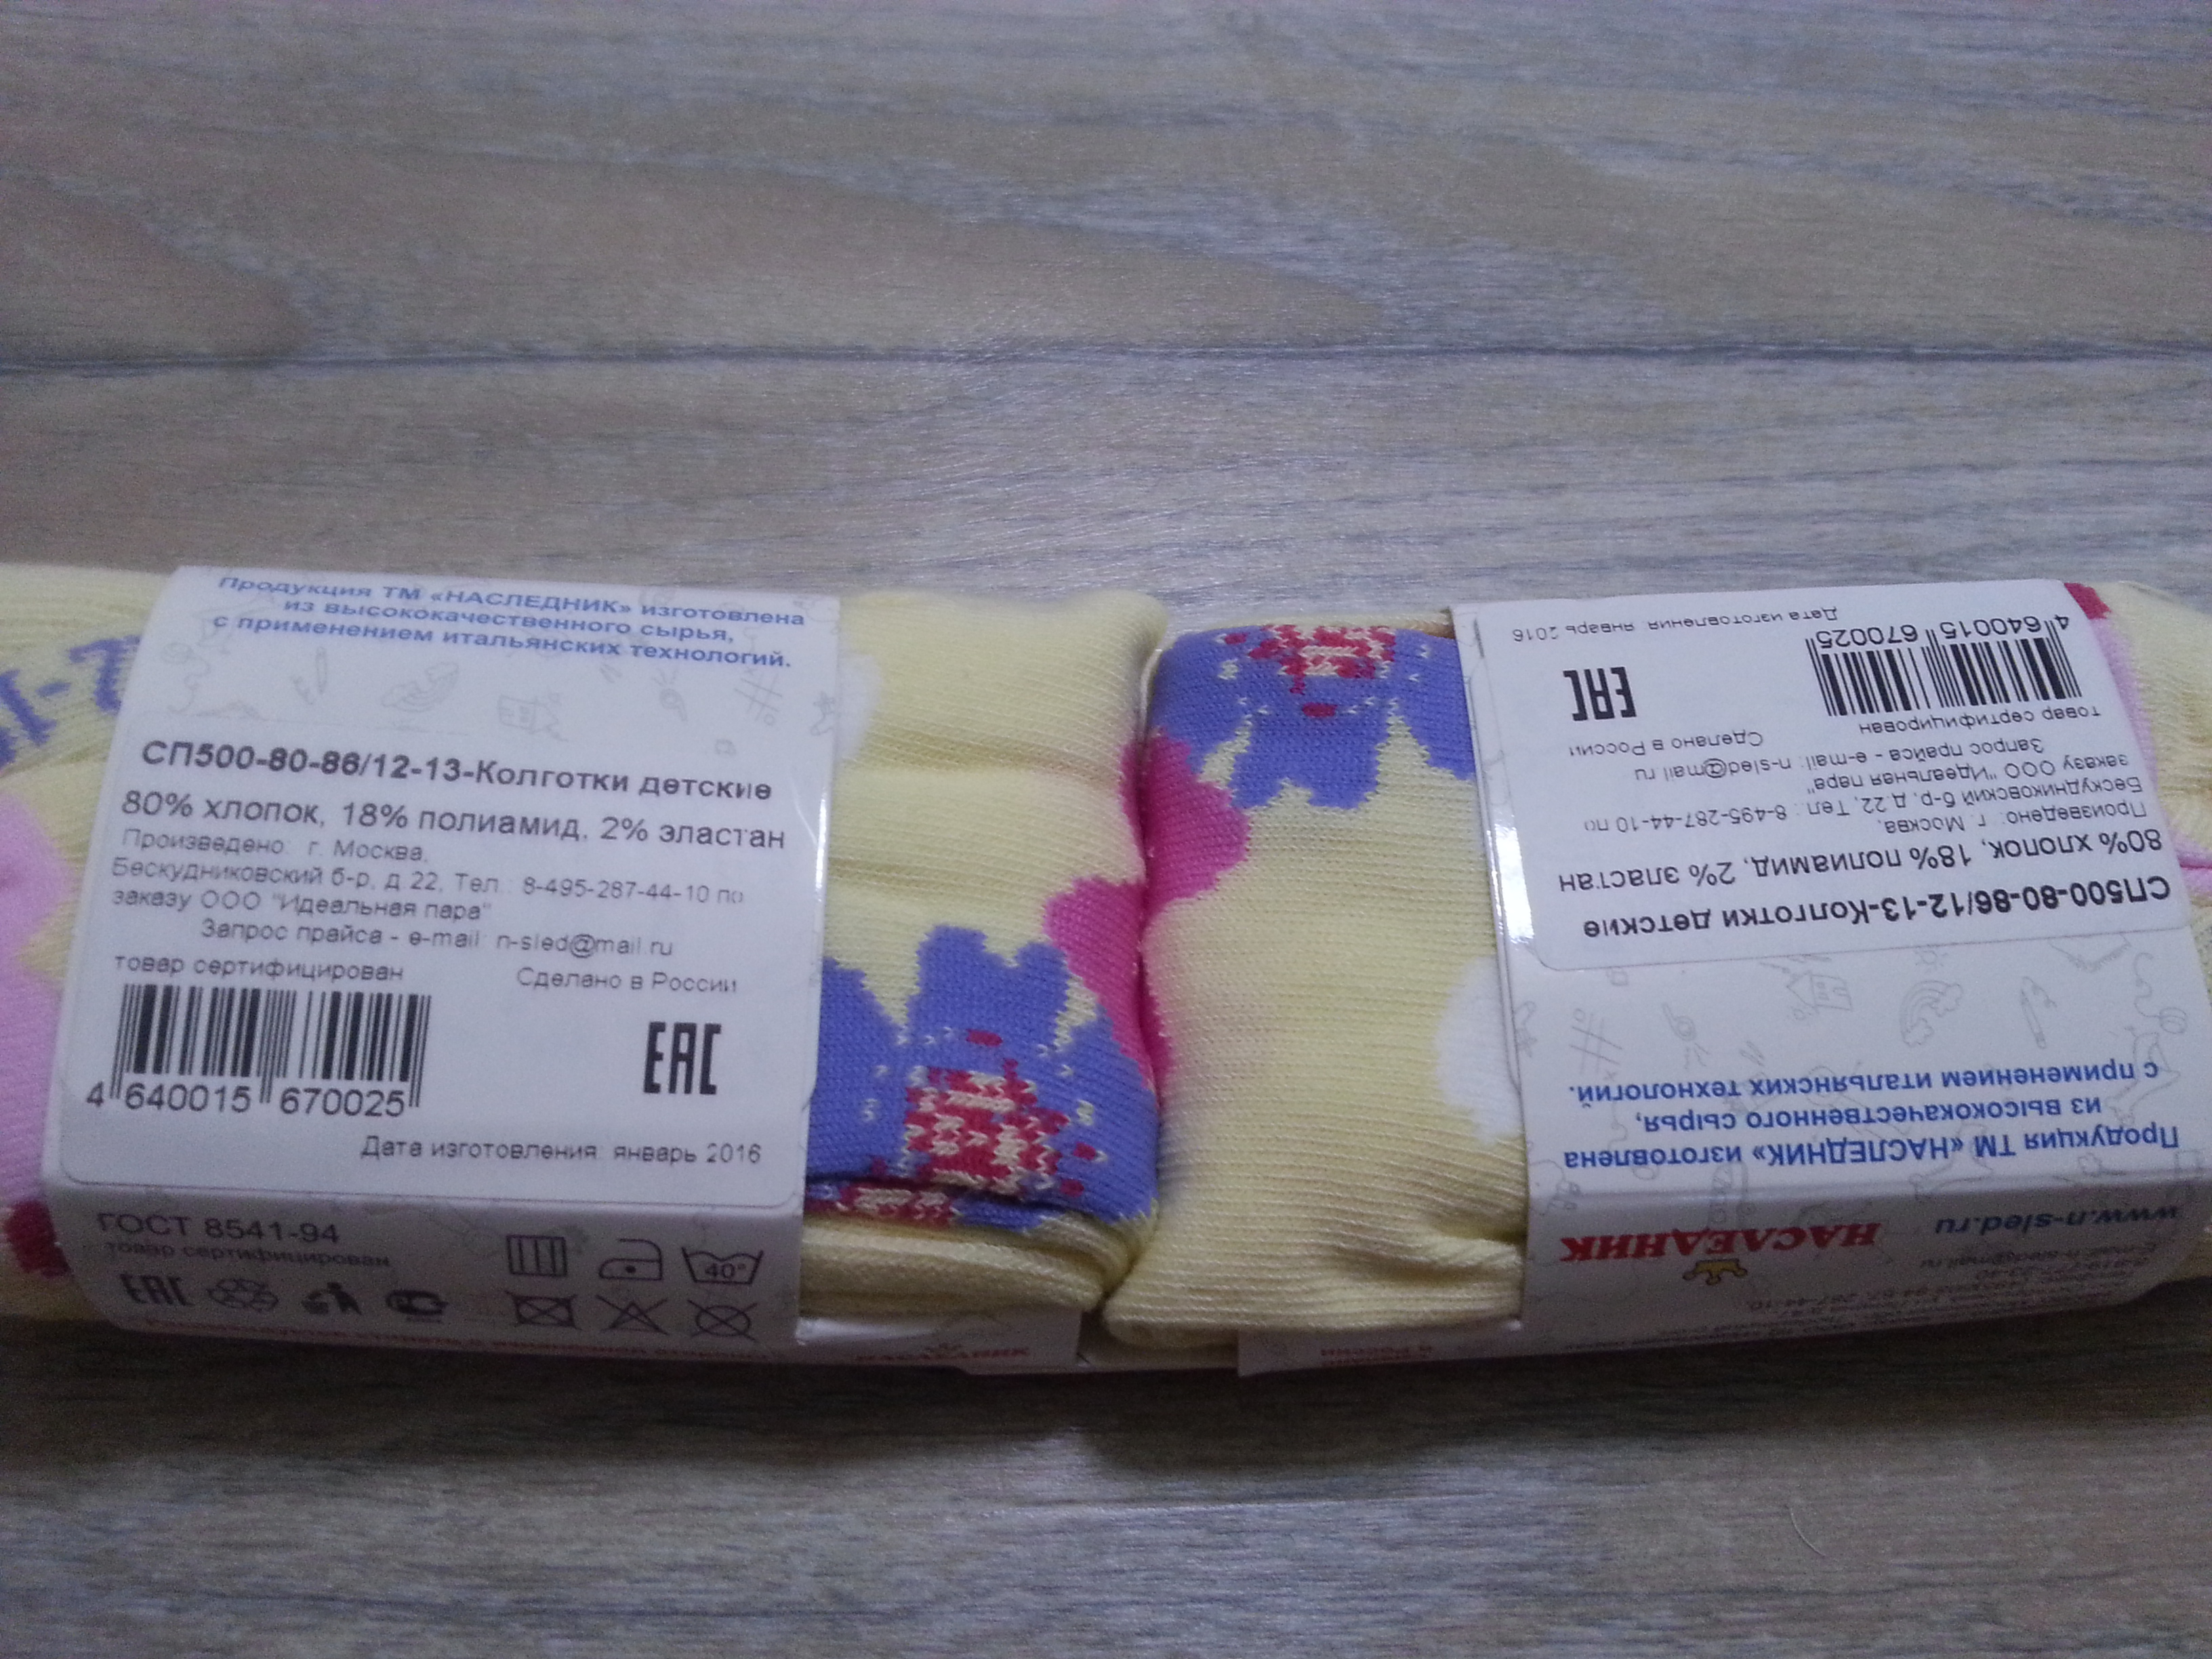 Продукция ТМ «НАСЛЕДНИК» изготовлена
из высококачественного сырья,
с применением итальянских технологий.
СП500-80-86/12-13-Колготки детские
80% хлопок, 18% полиамид, 2% эластан
Произведено: г. Москва,
Бескудниковский б-р, д 22, Тел.: 8-495-287-44-10 по
заказу ООО "Идеальная пара"
Запрос прайса - e-mail: n-sled@mail.ru
товар сертифицирован Сделано в России
EAC
4 640015 670025
Дата изготовления: январь 2016
ГОСТ 8541-94
товар сертифицирован
EAC
40°
НАСЛЕДНИК
www.n-sled.ru НАСЛЕДНИК
Продукция ТМ «НАСЛЕДНИК» изготовлена
из высококачественного сырья,
с применением итальянских технологий.
СП500-80-86/12-13-Колготки детские
80% хлопок, 18% полиамид, 2% эластан
Произведено: г. Москва,
Бескудниковский б-р, д 22, Тел.: 8-495-287-44-10 по
заказу ООО "Идеальная пара"
Запрос прайса - e-mail: n-sled@mail.ru
товар сертифицирован Сделано в России
EAC
4 640015 670025
Дата изготовления: январь 2016